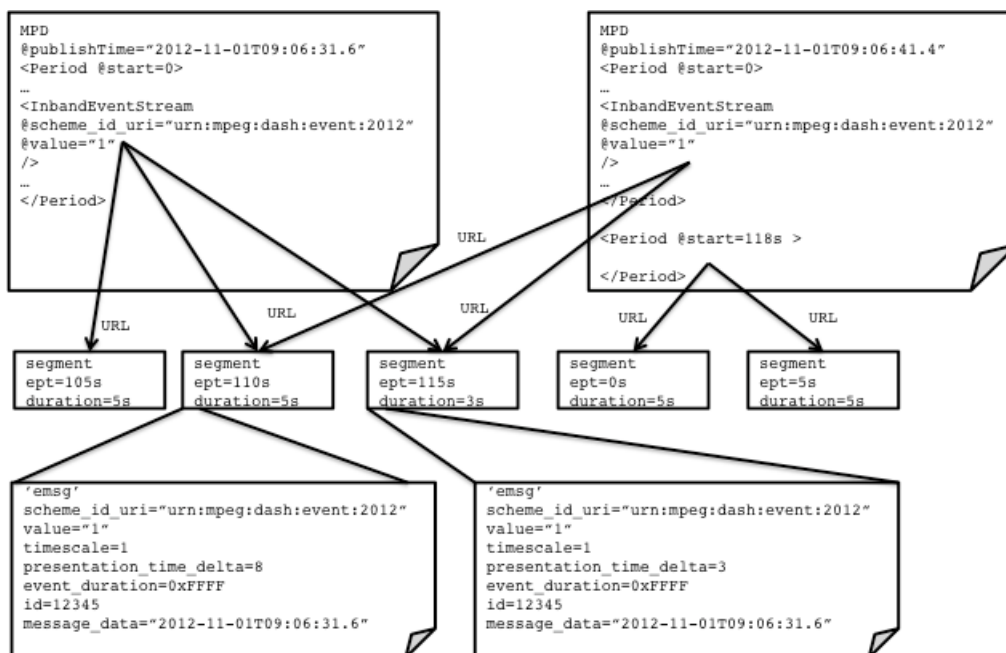 MPD
@publishTime=“2012-11-01T09:06:31.6”
<Period @start=0>
…
<InbandEventStream
@scheme_id_uri=“urn:mpeg:dash:event:2012”
@value=“1”
/>
…
</Period>
MPD
@publishTime=“2012-11-01T09:06:41.4”
<Period @start=0>
…
<InbandEventStream
@scheme_id_uri=“urn:mpeg:dash:event:2012”
@value=“1”
/>
…
</Period>
<Period @start=118s >
</Period>
URL
URL
URL
URL
segment
ept=105s
duration=5s
segment
ept=110s
duration=5s
segment
ept=115s
duration=3s
segment
ept=0s
duration=5s
segment
ept=5s
duration=5s
‘emsg’
scheme_id_uri=“urn:mpeg:dash:event:2012”
value=“1”
timescale=1
presentation_time_delta=8
event_duration=0xFFFF
id=12345
message_data=“2012-11-01T09:06:31.6”
‘emsg’
scheme_id_uri=“urn:mpeg:dash:event:2012”
value=“1”
timescale=1
presentation_time_delta=3
event_duration=0xFFFF
id=12345
message_data=“2012-11-01T09:06:31.6”